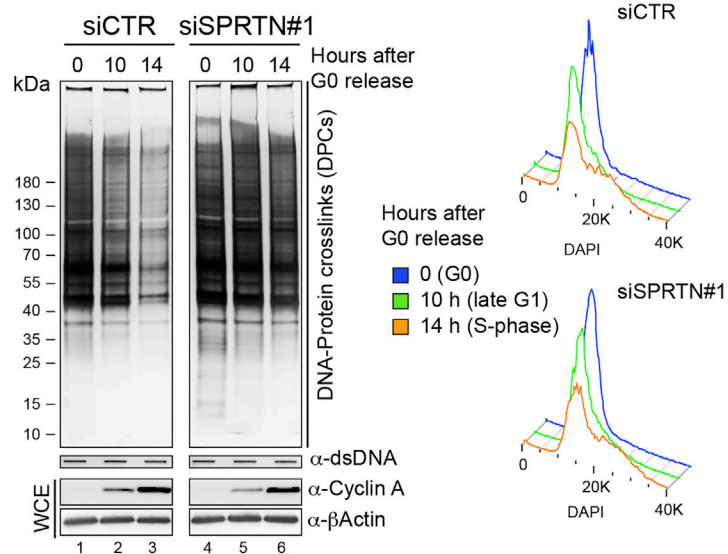 siCTR siSPRTN#1
0 10 14 0 10 14 Hours after G0 release
kDa
180
130
100
70
55
40
35
25
15
10
DNA-Protein crosslinks (DPCs)
α-dsDNA
WCE
α-Cyclin A
α-βActin
1 2 3 4 5 6
siCTR
0 20K 40K
DAPI
Hours after
G0 release
0 (G0)
10 h (late G1)
14 h (S-phase)
siSPRTN#1
0 20K 40K
DAPI